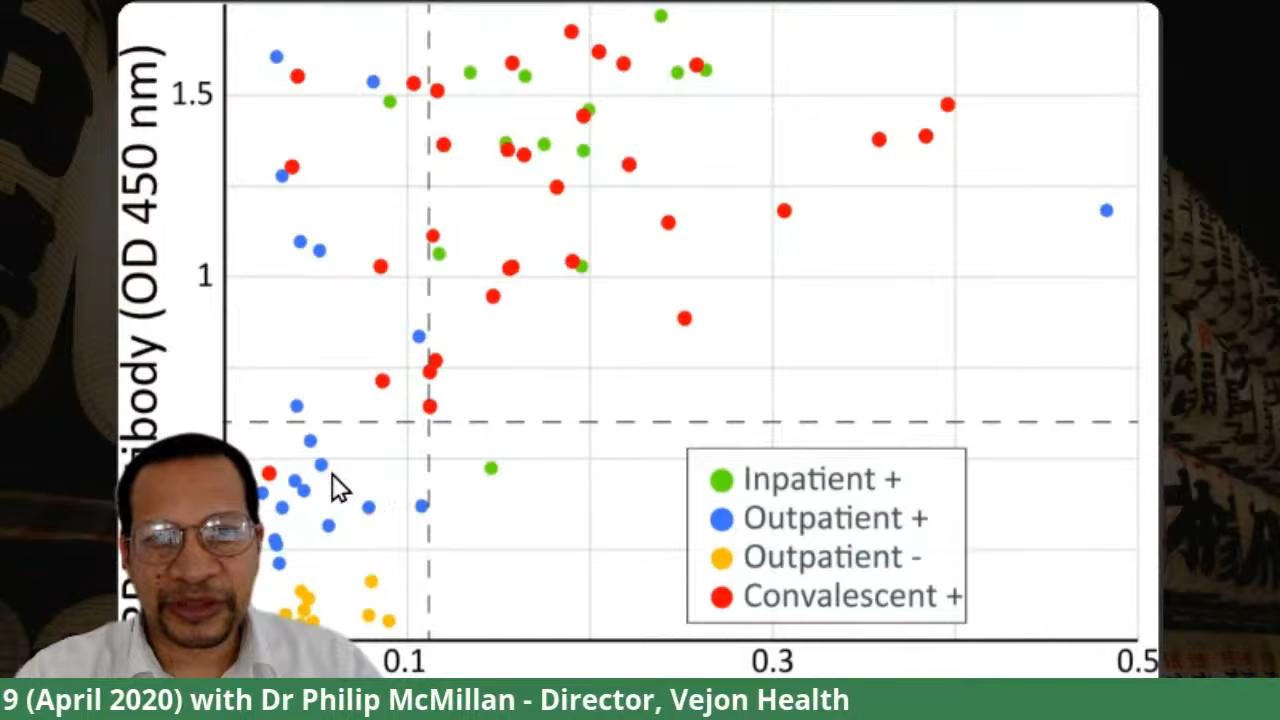 ibody (OD 450 nm)
1.5
1
Inpatient +
Outpatient +
Outpatient -
Convalescent +
0.1
0.3
0.5
9 (April 2020) with Dr Philip McMillan - Director, Vejon Health